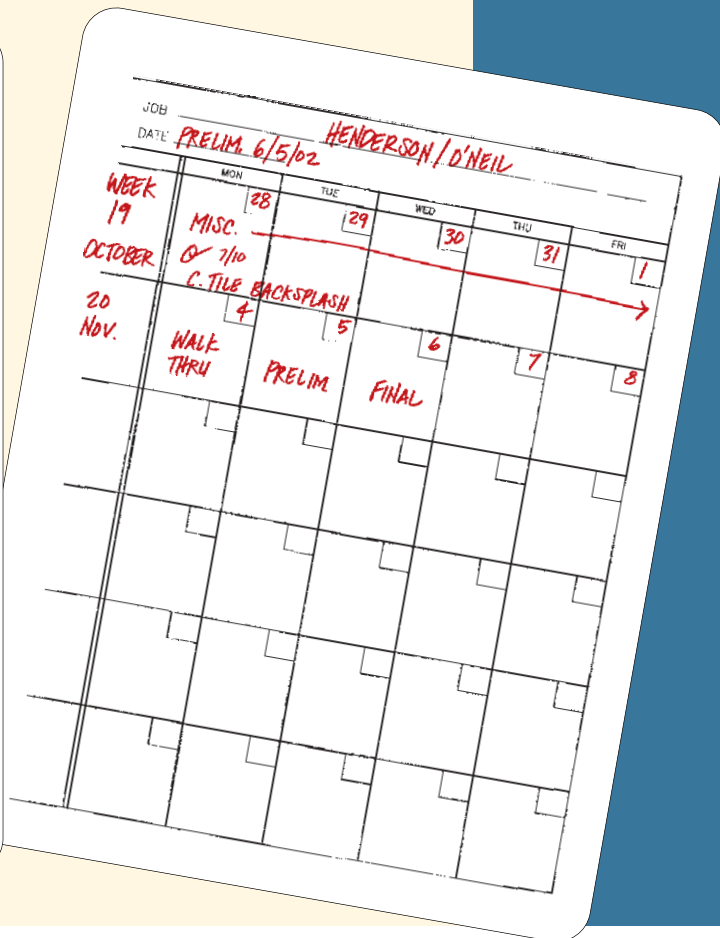 JOB HENDERSON/O'NEIL
DATE PRELIM. 6/5/02
MON TUE WED THU FRI
WEEK
19
OCTOBER
28 29 30 31 1
MISC.
7/10
C. TILE BACKSPLASH
20
NOV.
4 5 6 7 8
WALK
THRU
PRELIM
FINAL